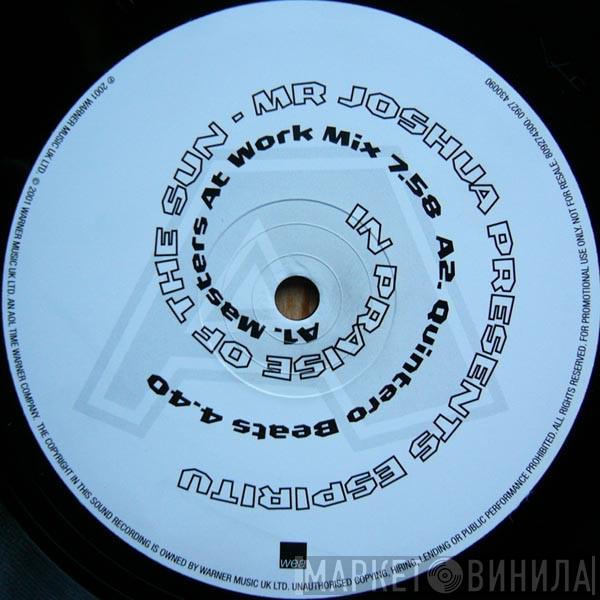 IN PRAISE OF THE SUN - MR JOSHUA PRESENTS ESPIRITU
A1. Masters At Work Mix 7.58 A2. Quintero Beats 4.40
℗ 2001 WARNER MUSIC UK LTD. © 2001 WARNER MUSIC UK LTD. AN AOL TIME WARNER COMPANY. THE COPYRIGHT IN THIS SOUND RECORDING IS OWNED BY WARNER MUSIC UK LTD. UNAUTHORISED COPYING, HIRING, LENDING OR PUBLIC PERFORMANCE PROHIBITED. ALL RIGHTS RESERVED. FOR PROMOTIONAL USE ONLY. NOT FOR RESALE. 809274300. 0927 430090
A
wea
МАРКЕТ ВИНИЛА